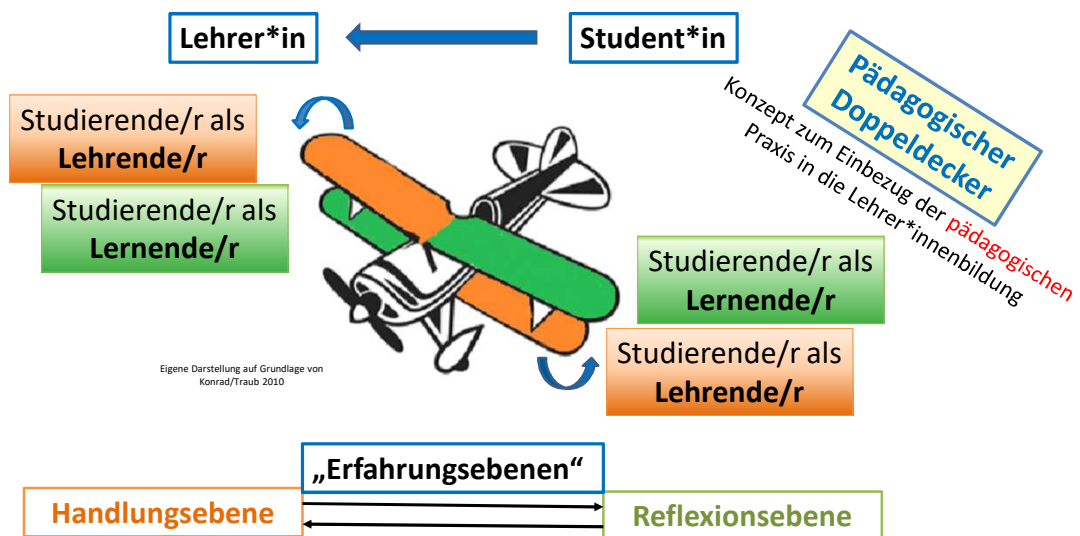 Lehrer*in
Student*in
Pädagogischer
Doppeldecker
Konzept zum Einbezug der pädagogischen
Praxis in die Lehrer*innenbildung
Studierende/r als
Lehrende/r
Studierende/r als
Lernende/r
Studierende/r als
Lernende/r
Studierende/r als
Lehrende/r
Eigene Darstellung auf Grundlage von
Konrad/Traub 2010
„Erfahrungsebenen“
Handlungsebene
Reflexionsebene